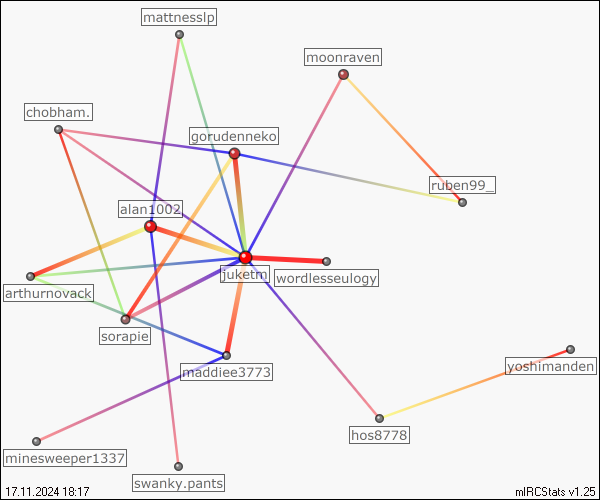 mattnesslp
moonraven
chobham.
gorudenneko
ruben99_
alan1002
juketm
wordlesseulogy
arthurnovack
sorapie
maddiee3773
yoshimanden
hos8778
minesweeper1337
swanky.pants
17.11.2024 18:17
mIRCStats v1.25